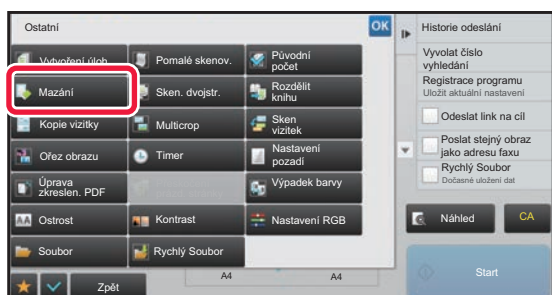 Ostatní
OK
Vytvoření úloh
Pomalé skenov.
Původní
počet
Mazání
Sken. dvojstr.
Rozdělit
knihu
Kopie vizitky
Multicrop
Sken
vizitek
Ořez obrazu
Timer
Nastavení
pozadí
Úprava
zkreslen. PDF
Výpadek barvy
Ostrost
Kontrast
Nastavení RGB
Soubor
Rychlý Soubor
Zpět
A4
A4
Historie odeslání
Vyvolat číslo
vyhledání
Registrace programu
Uložit aktuální nastavení
Odeslat link na cíl
Poslat stejný obraz
jako adresu faxu
Rychlý Soubor
Dočasné uložení dat
Náhled
CA
Start